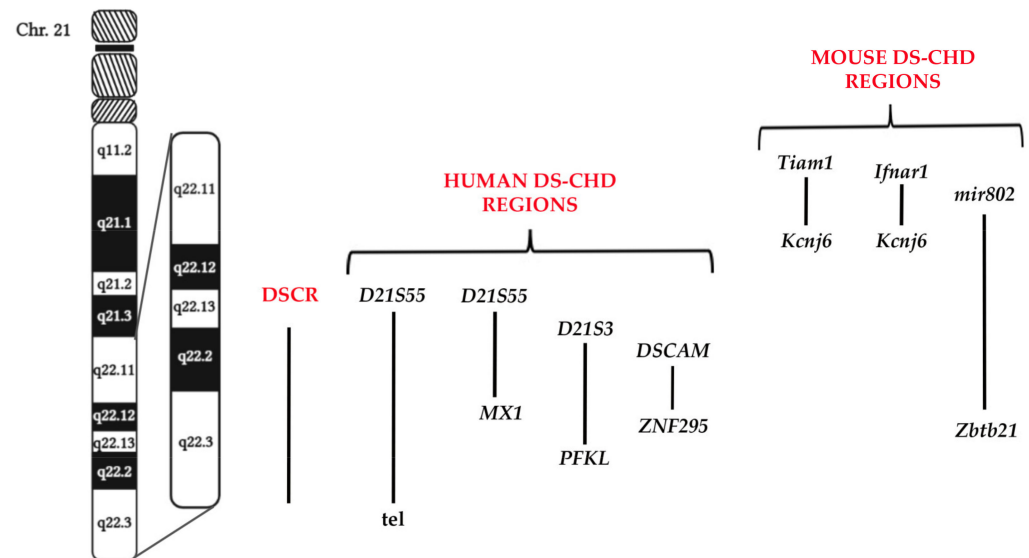 Chr. 21
q11.2
q21.1
q21.2
q21.3
q22.11
q22.12
q22.13
q22.2
q22.3
q22.11
q22.12
q22.13
q22.2
q22.3
DSCR
HUMAN DS-CHD
REGIONS
D21S55
tel
D21S55
MX1
D21S3
PFKL
DSCAM
ZNF295
MOUSE DS-CHD
REGIONS
Tiam1
Kcnj6
Ifnar1
Kcnj6
mir802
Zbtb21